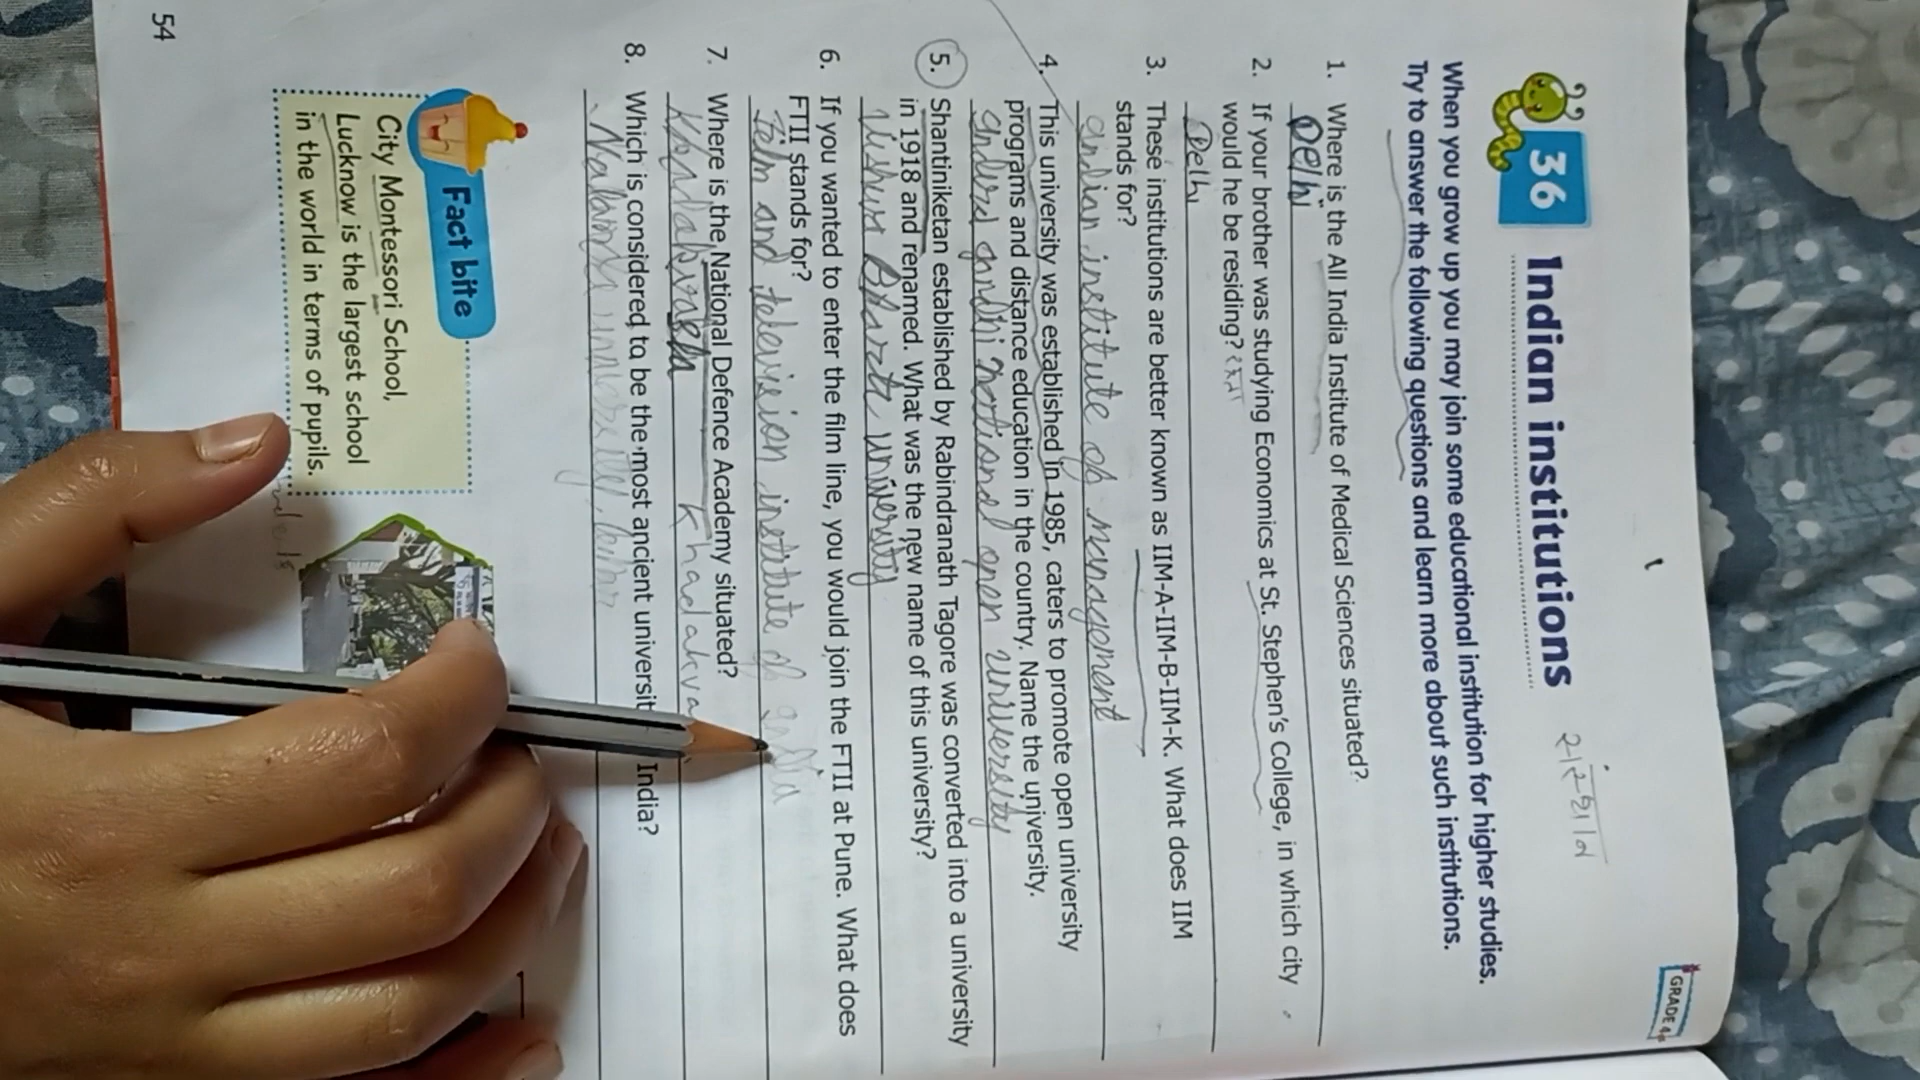 GRADE 4
36 Indian institutions
When you grow up you may join some educational institution for higher studies.
Try to answer the following questions and learn more about such institutions.
1. Where is the All India Institute of Medical Sciences situated?
Delhi
2. If your brother was studying Economics at St. Stephen's College, in which city
would he be residing?
Delhi
3. These institutions are better known as IIM-A-IIM-B-IIM-K. What does IIM
stands for?
indian institute of management
4. This university was established in 1985, caters to promote open university
programs and distance education in the country. Name the university.
indira gandhi national open university
5. Shantiniketan established by Rabindranath Tagore was converted into a university
in 1918 and renamed. What was the new name of this university?
university
6. If you wanted to enter the film line, you would join the FTII at Pune. What does
FTII stands for?
and television institute of india
7. Where is the National Defence Academy situated?
Khadakva
8. Which is considered to be the most ancient universit India?
Fact bite
City Montessori School,
Lucknow is the largest school
in the world in terms of pupils.
54